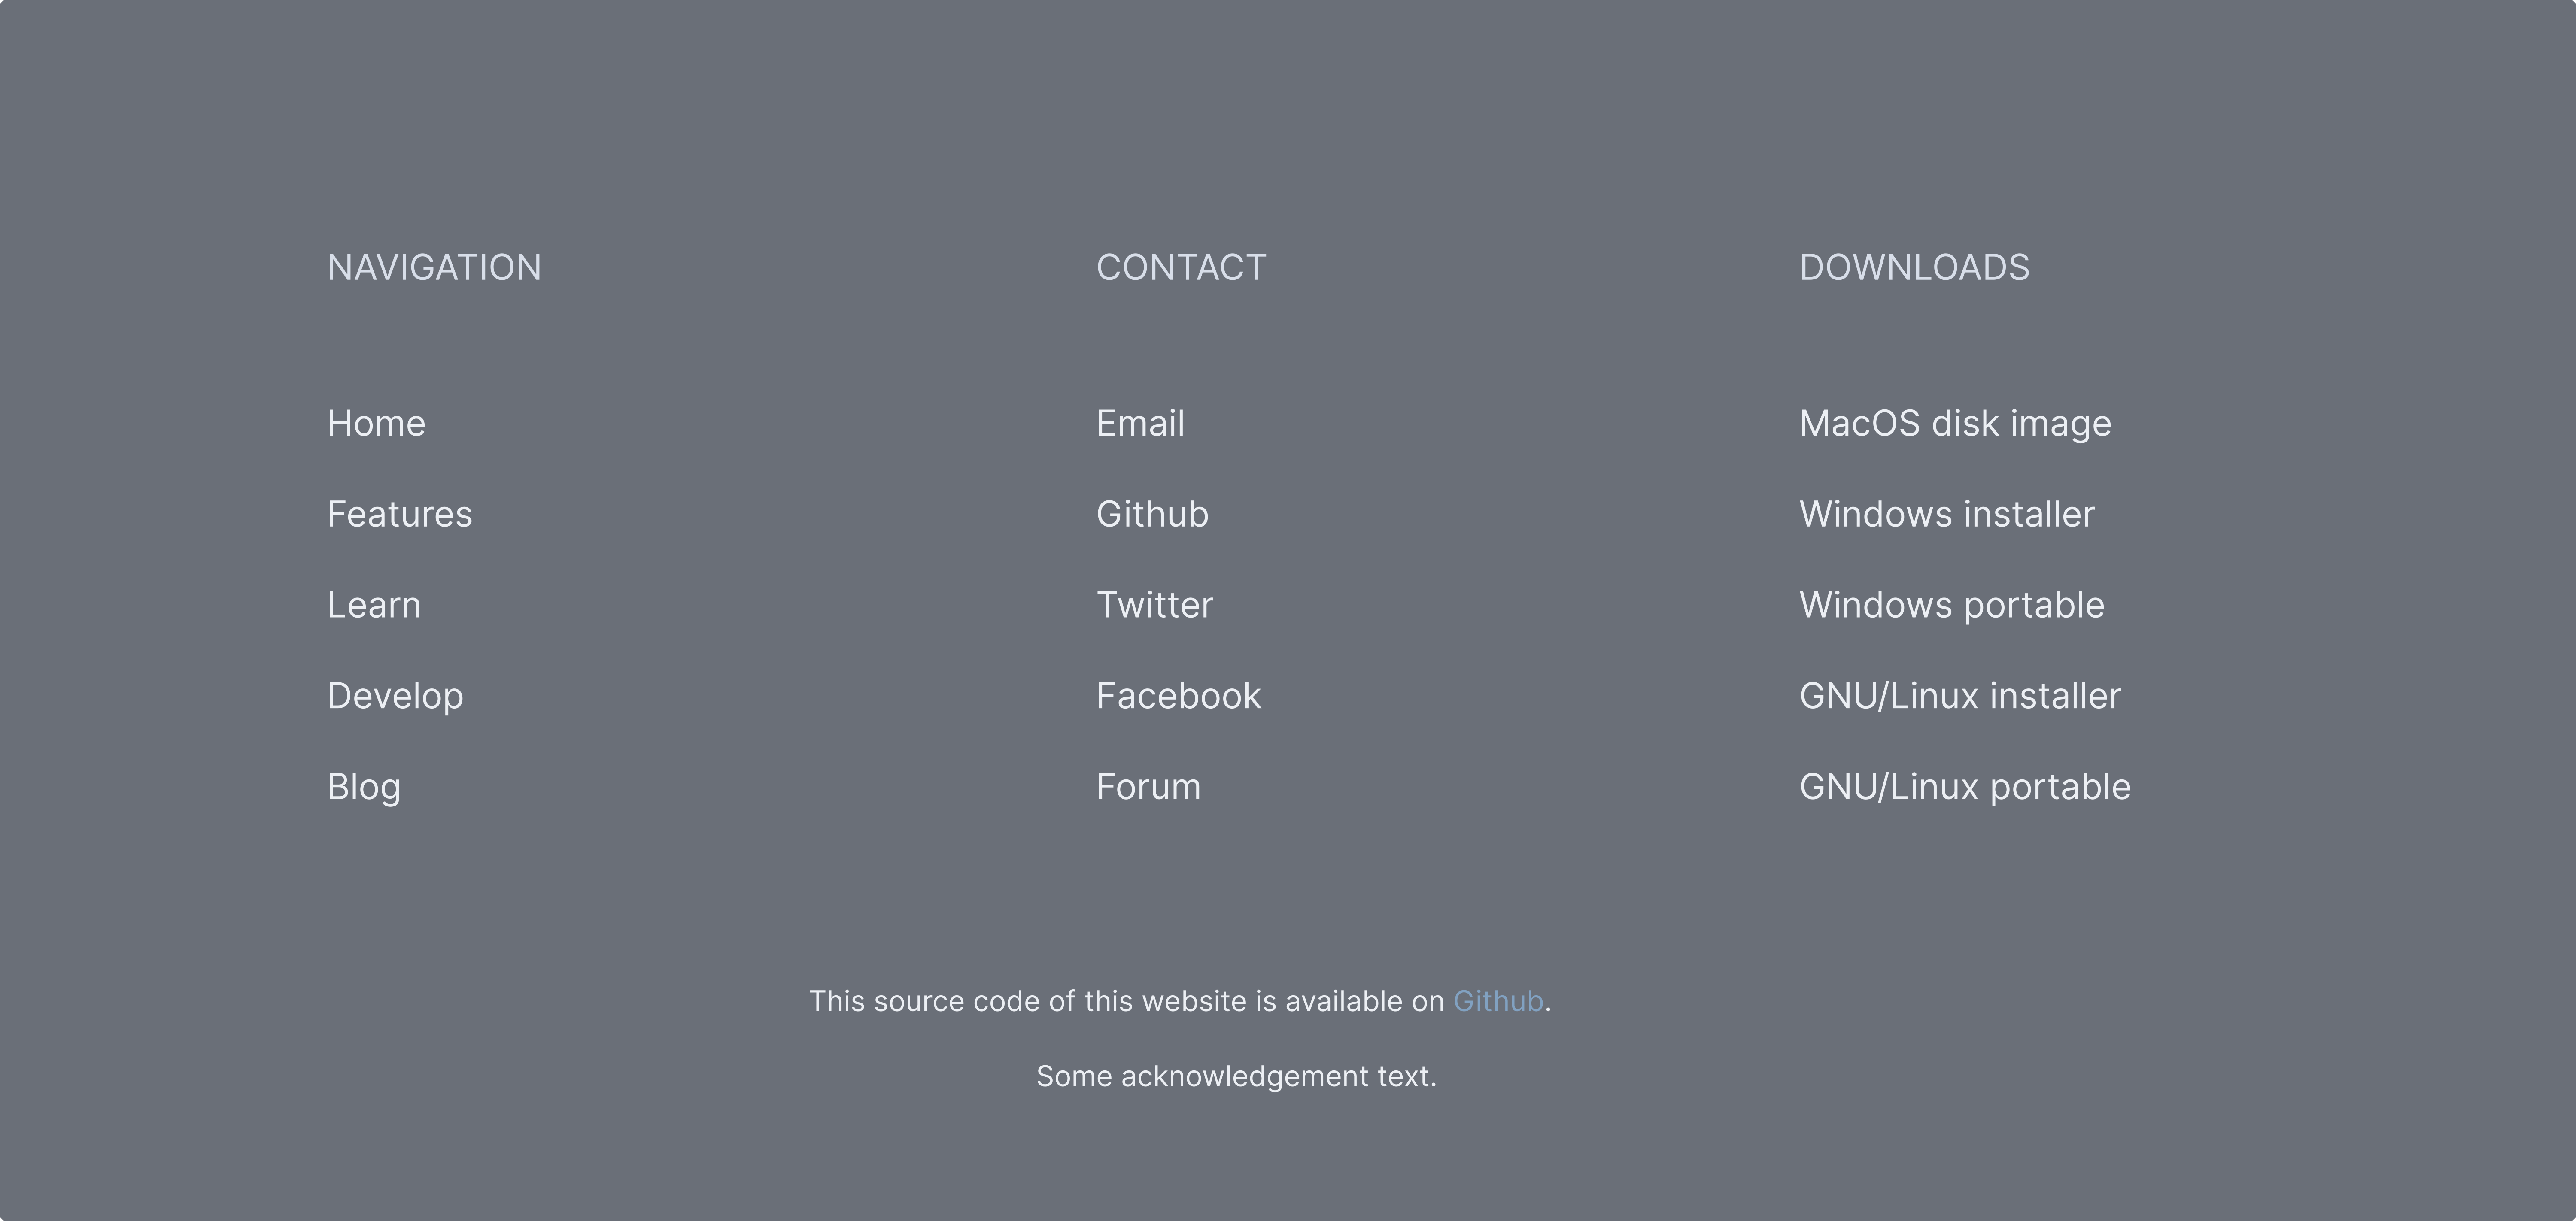 NAVIGATION
Home
Features
Learn
Develop
Blog
CONTACT
Email
Github
Twitter
Facebook
Forum
DOWNLOADS
MacOS disk image
Windows installer
Windows portable
GNU/Linux installer
GNU/Linux portable
This source code of this website is available on Github.
Some acknowledgement text.